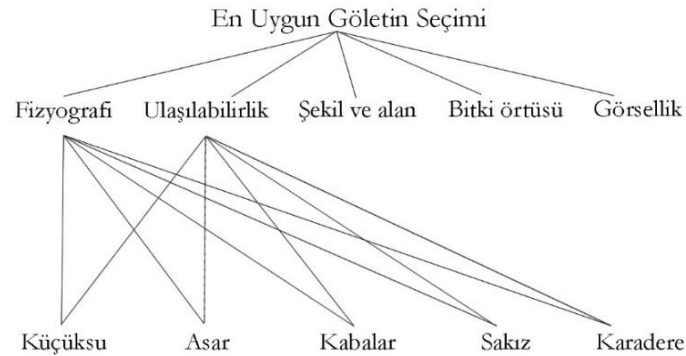 En Uygun Göletin Seçimi
Fizyografi Ulaşılabilirlik Şekil ve alan Bitki örtüsü Görsellik
Küçüksu Asar Kabalar Sakız Karadere